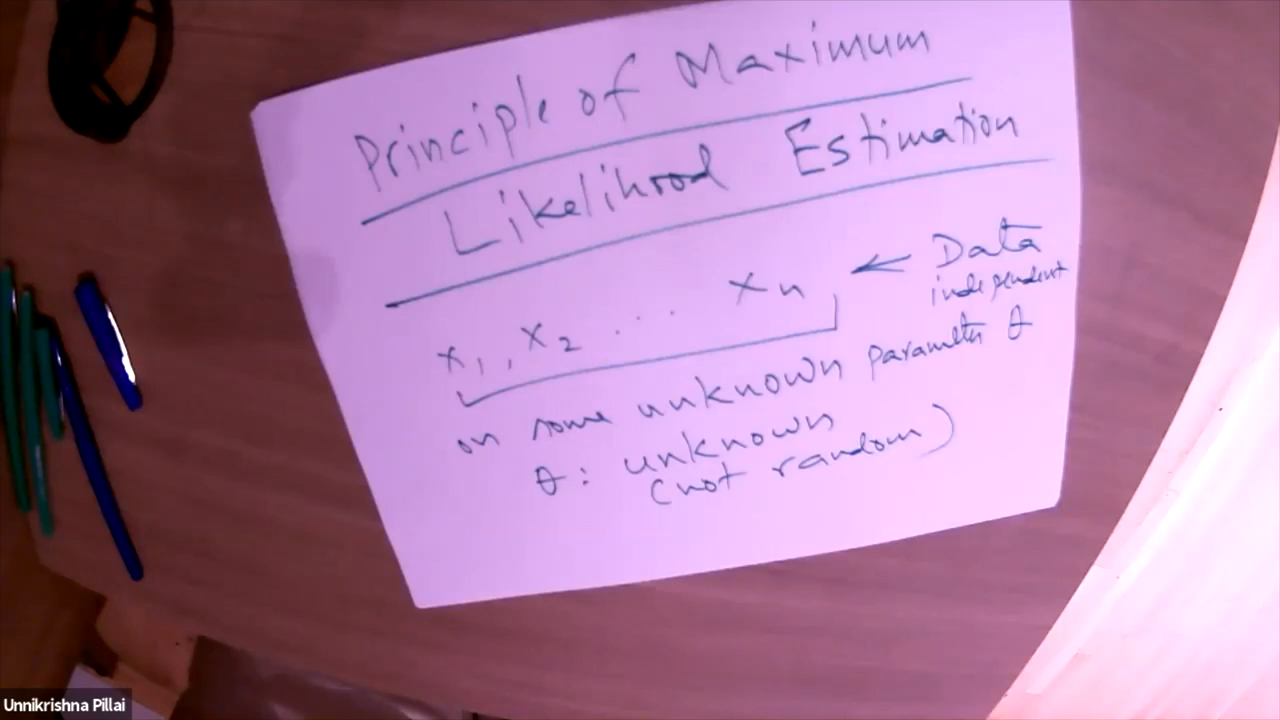 Principle of Maximum
Likelihood Estimation
x₁, x₂ .... xₙ ← Data
independent
on some unknown parameter θ
θ: unknown
(not random)
Unnikrishna Pillai